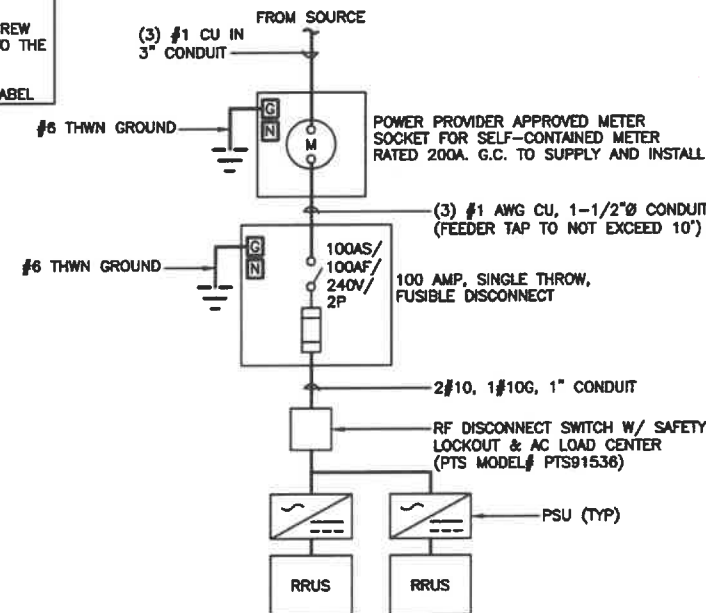 REW
O THE
ABEL
FROM SOURCE
(3) #1 CU IN
3" CONDUIT
#6 THWN GROUND
G
N
M
POWER PROVIDER APPROVED METER
SOCKET FOR SELF-CONTAINED METER
RATED 200A. G.C. TO SUPPLY AND INSTALL
(3) #1 AWG CU, 1-1/2"Ø CONDUIT
(FEEDER TAP TO NOT EXCEED 10')
#6 THWN GROUND
G
N
100AS/
100AF/
240V/
2P
100 AMP, SINGLE THROW,
FUSIBLE DISCONNECT
2#10, 1#10G, 1" CONDUIT
RF DISCONNECT SWITCH W/ SAFETY
LOCKOUT & AC LOAD CENTER
(PTS MODEL# PTS91536)
PSU (TYP)
RRUS
RRUS